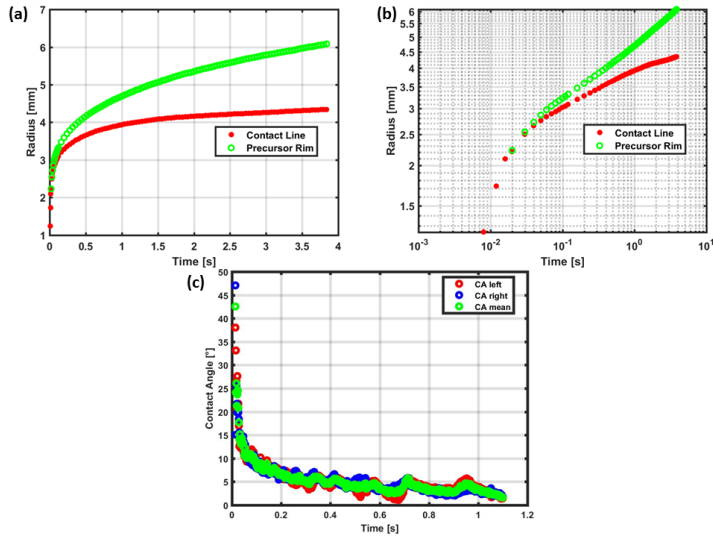 (a)
7
6
5
4
3
2
1
Radius [mm]
Contact Line
Precursor Rim
0 0.5 1 1.5 2 2.5 3 3.5 4
Time [s]
(b)
6
5.5
5
4.5
4
3.5
3
2.5
2
1.5
Radius [mm]
Contact Line
Precursor Rim
10⁻³ 10⁻² 10⁻¹ 10⁰ 10¹
Time [s]
(c)
50
45
40
35
30
25
20
15
10
5
0
Contact Angle [°]
CA left
CA right
CA mean
0 0.2 0.4 0.6 0.8 1 1.2
Time [s]